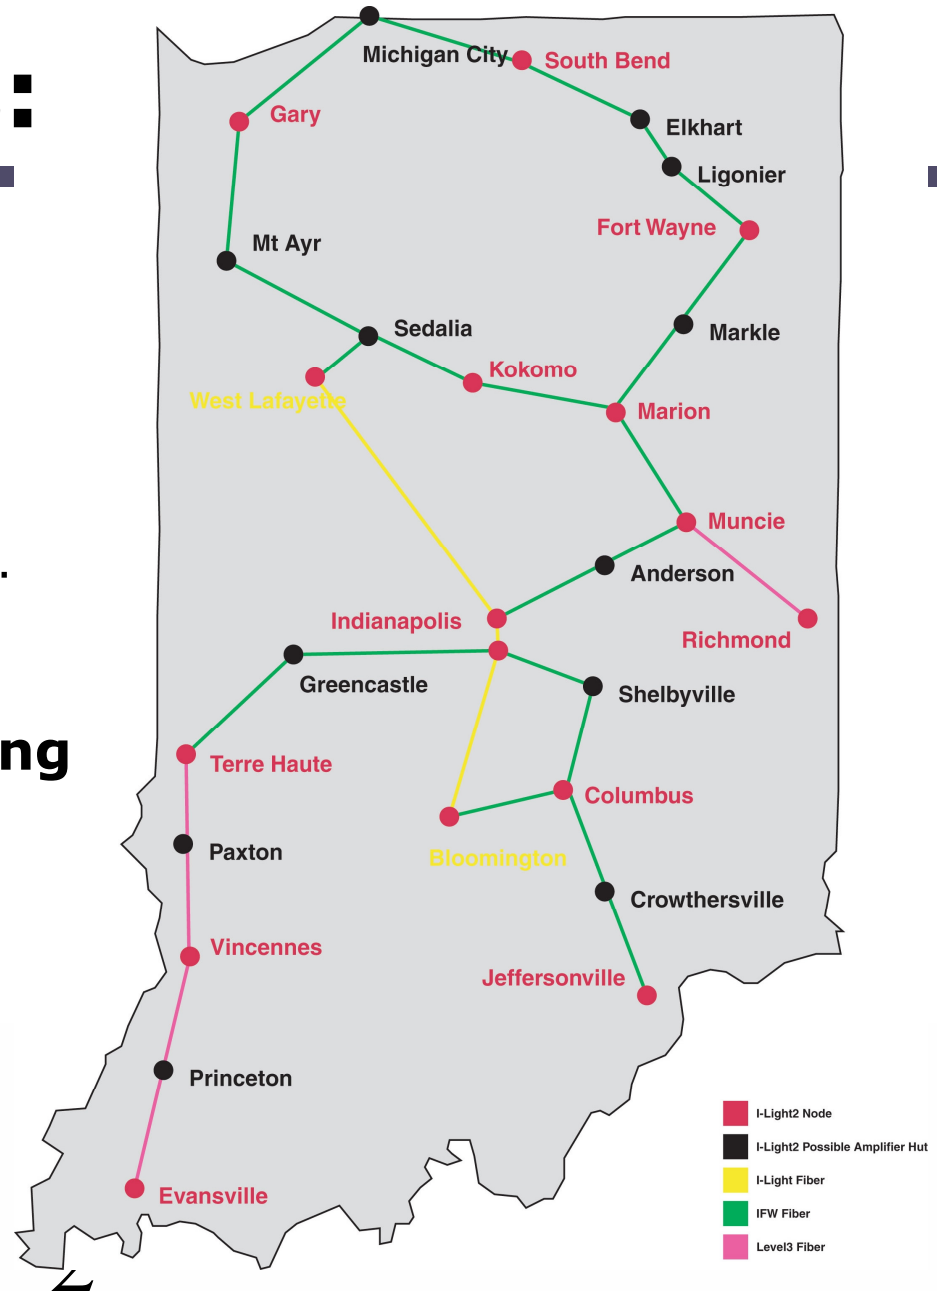 Michigan City
South Bend
:
Gary
Elkhart
Ligonier
Fort Wayne
Mt Ayr
Sedalia
Markle
Kokomo
West Lafayette
Marion
Muncie
.
Anderson
Indianapolis
Richmond
Greencastle
Shelbyville
ng
Terre Haute
Columbus
Paxton
Bloomington
Crowthersville
Vincennes
Jeffersonville
Princeton
I-Light2 Node
I-Light2 Possible Amplifier Hut
I-Light Fiber
Evansville
IFW Fiber
Level3 Fiber